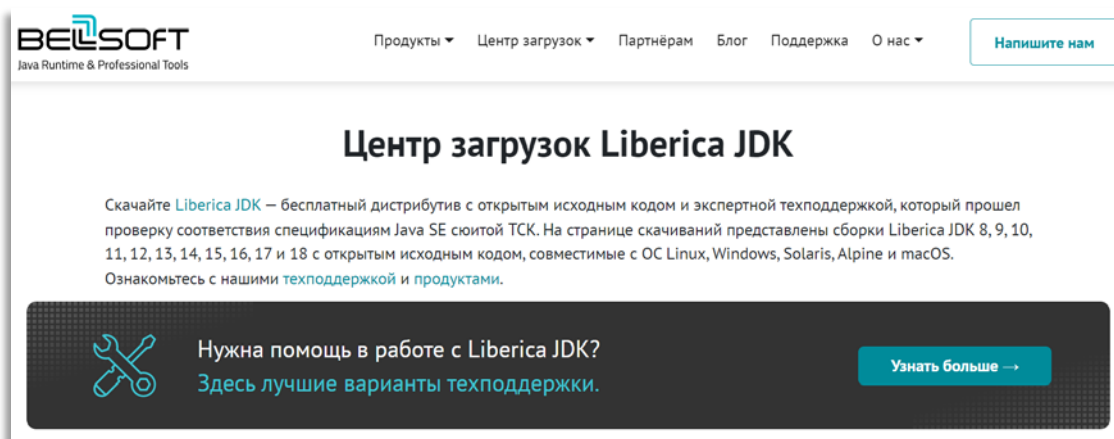 BELLSOFT
Java Runtime & Professional Tools
Продукты Центр загрузок Партнёрам Блог Поддержка О нас Напишите нам
Центр загрузок Liberica JDK
Скачайте Liberica JDK — бесплатный дистрибутив с открытым исходным кодом и экспертной техподдержкой, который прошел
проверку соответствия спецификациям Java SE сюитой TCK. На странице скачиваний представлены сборки Liberica JDK 8, 9, 10,
11, 12, 13, 14, 15, 16, 17 и 18 с открытым исходным кодом, совместимые с ОС Linux, Windows, Solaris, Alpine и macOS.
Ознакомьтесь с нашими техподдержкой и продуктами.
Нужна помощь в работе с Liberica JDK?
Здесь лучшие варианты техподдержки.
Узнать больше →